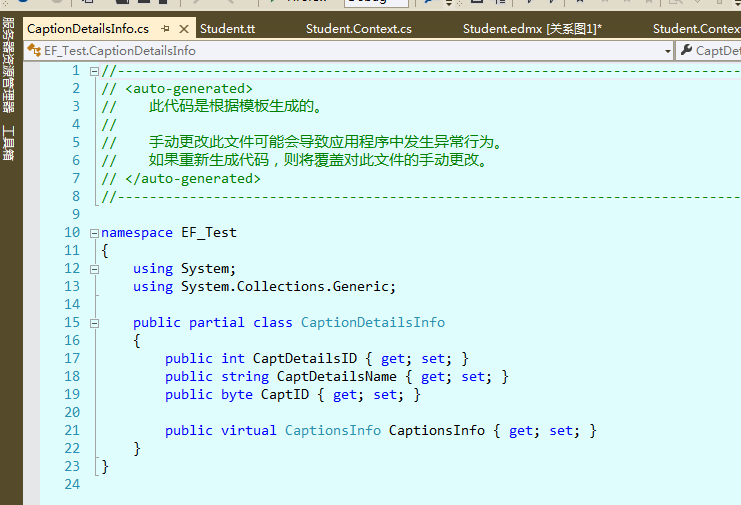 CaptionDetailsInfo.cs Student.tt Student.Context.cs Student.edmx [关系图1]*
EF_Test.CaptionDetailsInfo
服务器资源管理器
工具箱
1 //----------------------------------------------------------------
2 // <auto-generated>
3 // 此代码是根据模板生成的。
4 //
5 // 手动更改此文件可能会导致应用程序中发生异常行为。
6 // 如果重新生成代码，则将覆盖对此文件的手动更改。
7 // </auto-generated>
8 //----------------------------------------------------------------
9
10 namespace EF_Test
11 {
12 using System;
13 using System.Collections.Generic;
14
15 public partial class CaptionDetailsInfo
16 {
17 public int CaptDetailsID { get; set; }
18 public string CaptDetailsName { get; set; }
19 public byte CaptID { get; set; }
20
21 public virtual CaptionsInfo CaptionsInfo { get; set; }
22 }
23 }
24